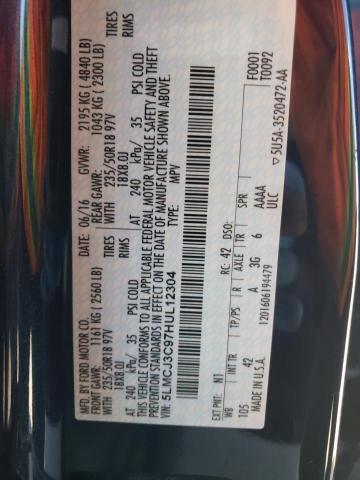 MFD. BY FORD MOTOR CO.
DATE: 06/16 GVWR: 2195 KG ( 4840 LB)
FRONT GAWR: 1161 KG ( 2560 LB) REAR GAWR: 1043 KG ( 2300 LB)
WITH 235/50R18 97V TIRES WITH 235/50R18 97V TIRES
18X8.0J RIMS 18X8.0J RIMS
AT 240 kPa/ 35 PSI COLD AT 240 kPa/ 35 PSI COLD
THIS VEHICLE CONFORMS TO ALL APPLICABLE FEDERAL MOTOR VEHICLE SAFETY AND THEFT
PREVENTION STANDARDS IN EFFECT ON THE DATE OF MANUFACTURE SHOWN ABOVE.
VIN: 5LMCJ3C97HUL12304
TYPE: MPV
F0001
T0092
EXT PNT: N1 RC: 42 DSO:
WB INT TR TP/PS R AXLE TR SPR
105 42 A 3G 6 AAAA
MADE IN U.S.A. ULC
1201606194479
▽5U5A-3520472-AA